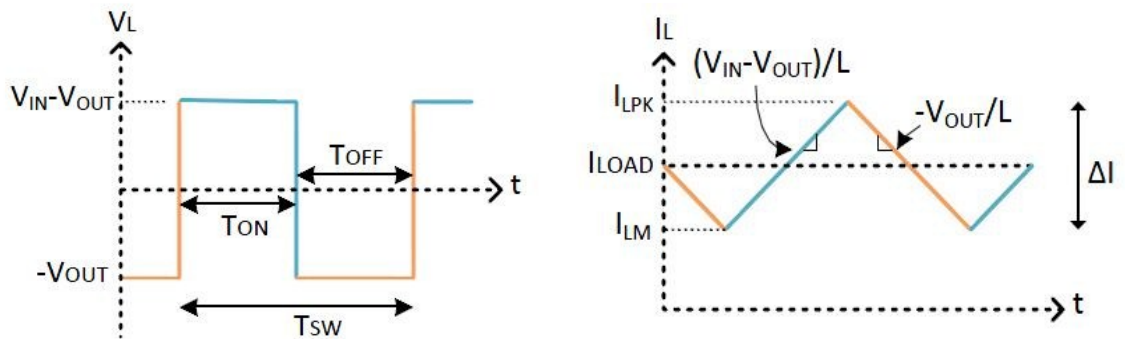 VL
VIN-VOUT
TOFF
t
TON
-VOUT
TSW
IL
(VIN-VOUT)/L
ILPK
-VOUT/L
ILOAD
ΔI
ILM
t